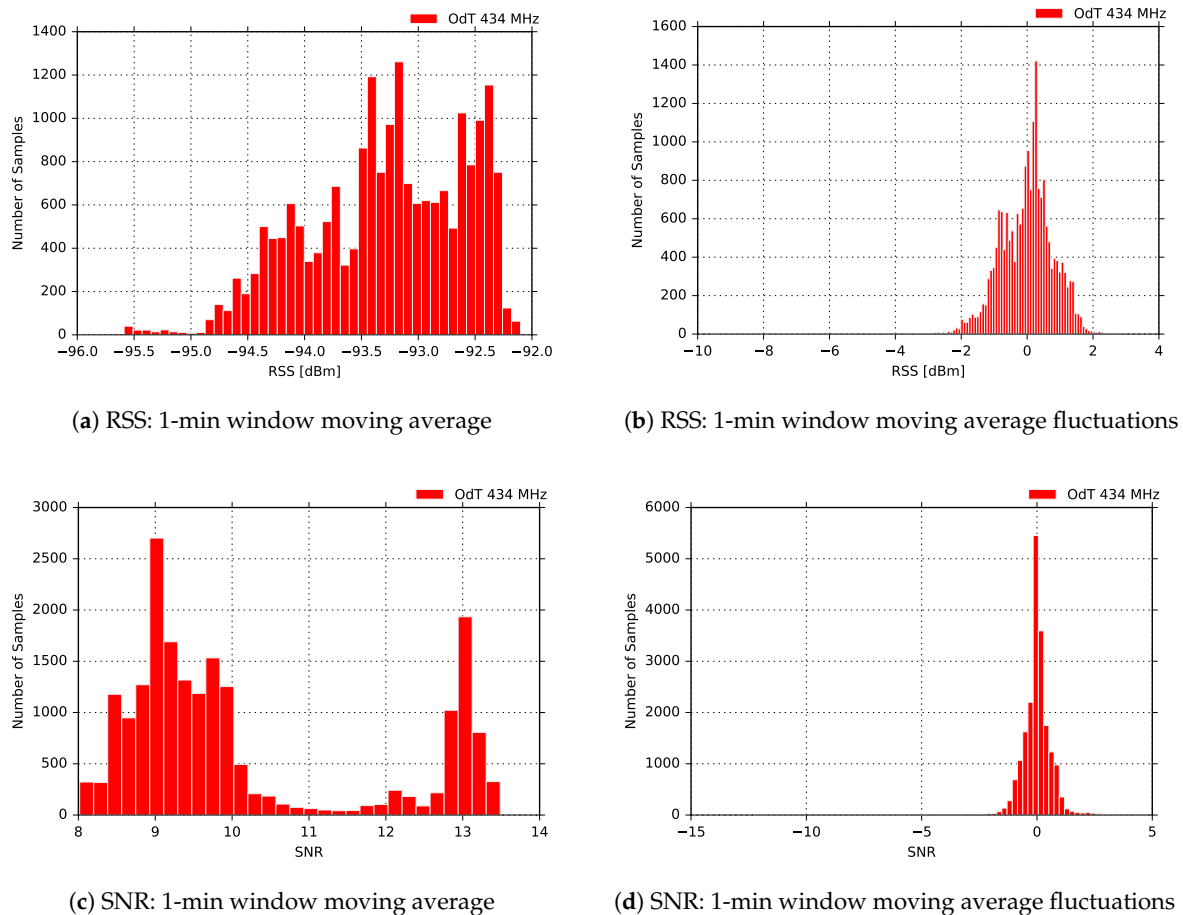 OdT 434 MHz
1400
1200
1000
800
600
400
200
0
Number of Samples
−96.0 −95.5 −95.0 −94.5 −94.0 −93.5 −93.0 −92.5 −92.0
RSS [dBm]
(a) RSS: 1-min window moving average
OdT 434 MHz
1600
1400
1200
1000
800
600
400
200
0
Number of Samples
−10 −8 −6 −4 −2 0 2 4
RSS [dBm]
(b) RSS: 1-min window moving average fluctuations
OdT 434 MHz
3000
2500
2000
1500
1000
500
0
Number of Samples
8 9 10 11 12 13 14
SNR
(c) SNR: 1-min window moving average
OdT 434 MHz
6000
5000
4000
3000
2000
1000
0
Number of Samples
−15 −10 −5 0 5
SNR
(d) SNR: 1-min window moving average fluctuations